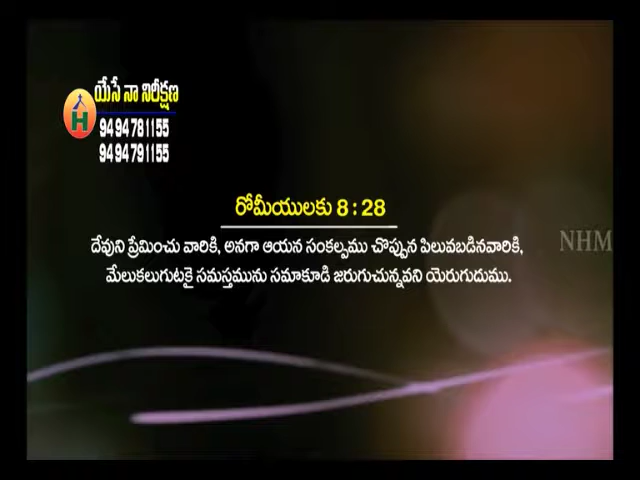 యేసే నా నిరీక్షణ
H
9494781155
9494791155
రోమీయులకు 8 : 28
దేవుని ప్రేమించు వారికి, అనగా ఆయన సంకల్పము చొప్పున పిలువబడినవారికి,
మేలుకలుగుటకై సమస్తమును సమాకూడి జరుగుచున్నవని యెరుగుదుము.
NHM